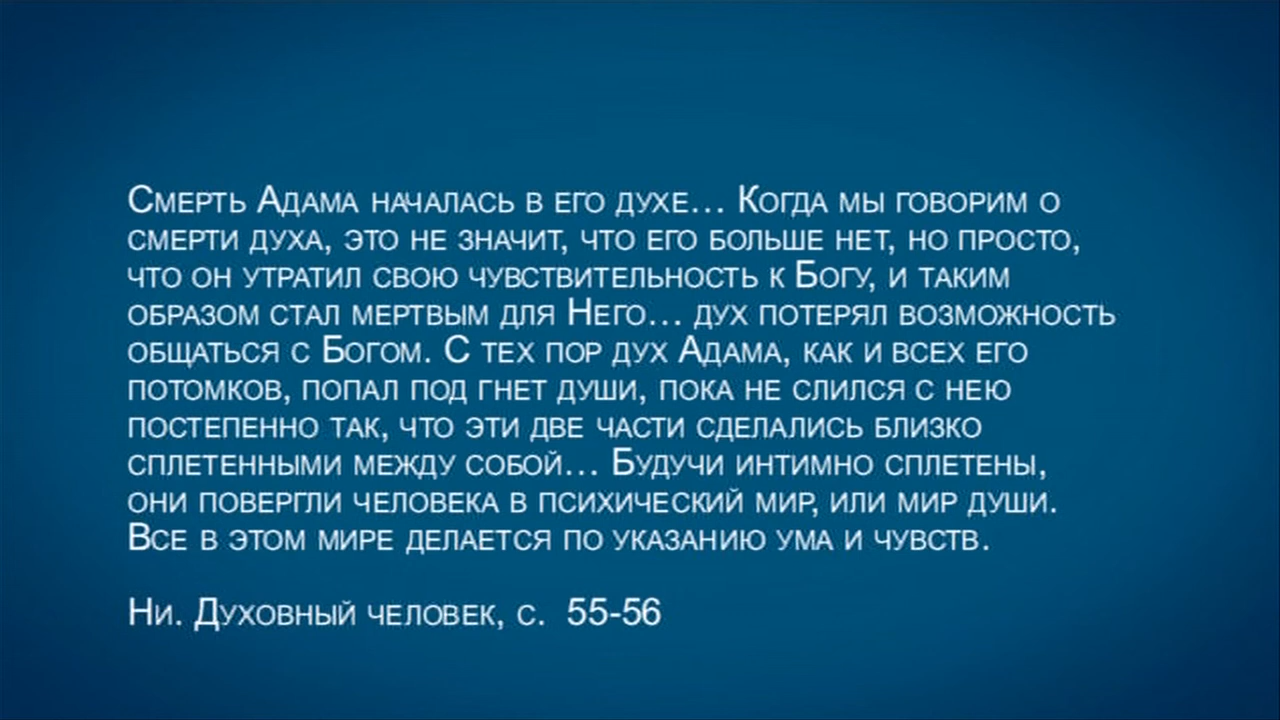 Смерть Адама началась в его духе... Когда мы говорим о
смерти духа, это не значит, что его больше нет, но просто,
что он утратил свою чувствительность к Богу, и таким
образом стал мертвым для Него... дух потерял возможность
общаться с Богом. С тех пор дух Адама, как и всех его
потомков, попал под гнет души, пока не слился с нею
постепенно так, что эти две части сделались близко
сплетенными между собой... Будучи интимно сплетены,
они повергли человека в психический мир, или мир души.
Все в этом мире делается по указанию ума и чувств.
Ни. Духовный человек, с. 55-56